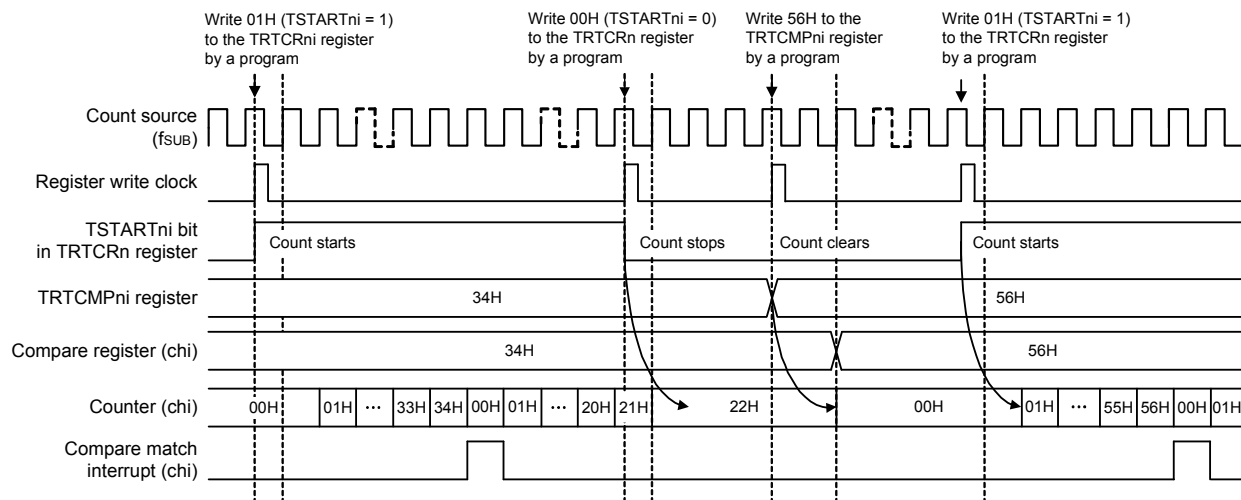 Write 01H (TSTARTni = 1)
to the TRTCRni register
by a program
Write 00H (TSTARTni = 0)
to the TRTCRn register
by a program
Write 56H to the
TRTCMPni register
by a program
Write 01H (TSTARTni = 1)
to the TRTCRn register
by a program
Count source
(fSUB)
Register write clock
TSTARTni bit
in TRTCRn register
Count starts
Count stops
Count clears
Count starts
TRTCMPni register
34H
56H
Compare register (chi)
34H
56H
Counter (chi)
00H 01H ... 33H 34H 00H 01H ... 20H 21H 22H 00H 01H ... 55H 56H 00H 01H
Compare match
interrupt (chi)